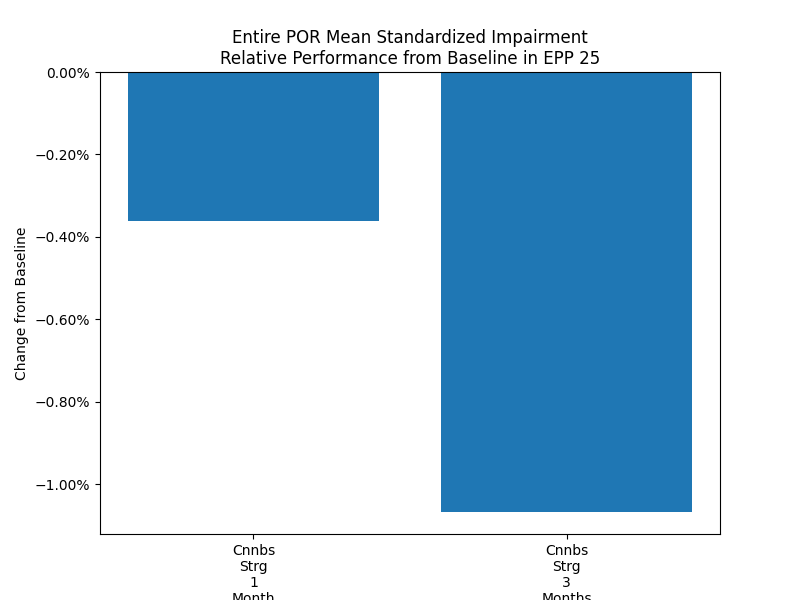 Entire POR Mean Standardized Impairment
Relative Performance from Baseline in EPP 25
Change from Baseline
0.00%
−0.20%
−0.40%
−0.60%
−0.80%
−1.00%
Cnnbs
Strg
1
Month
Cnnbs
Strg
3
Months